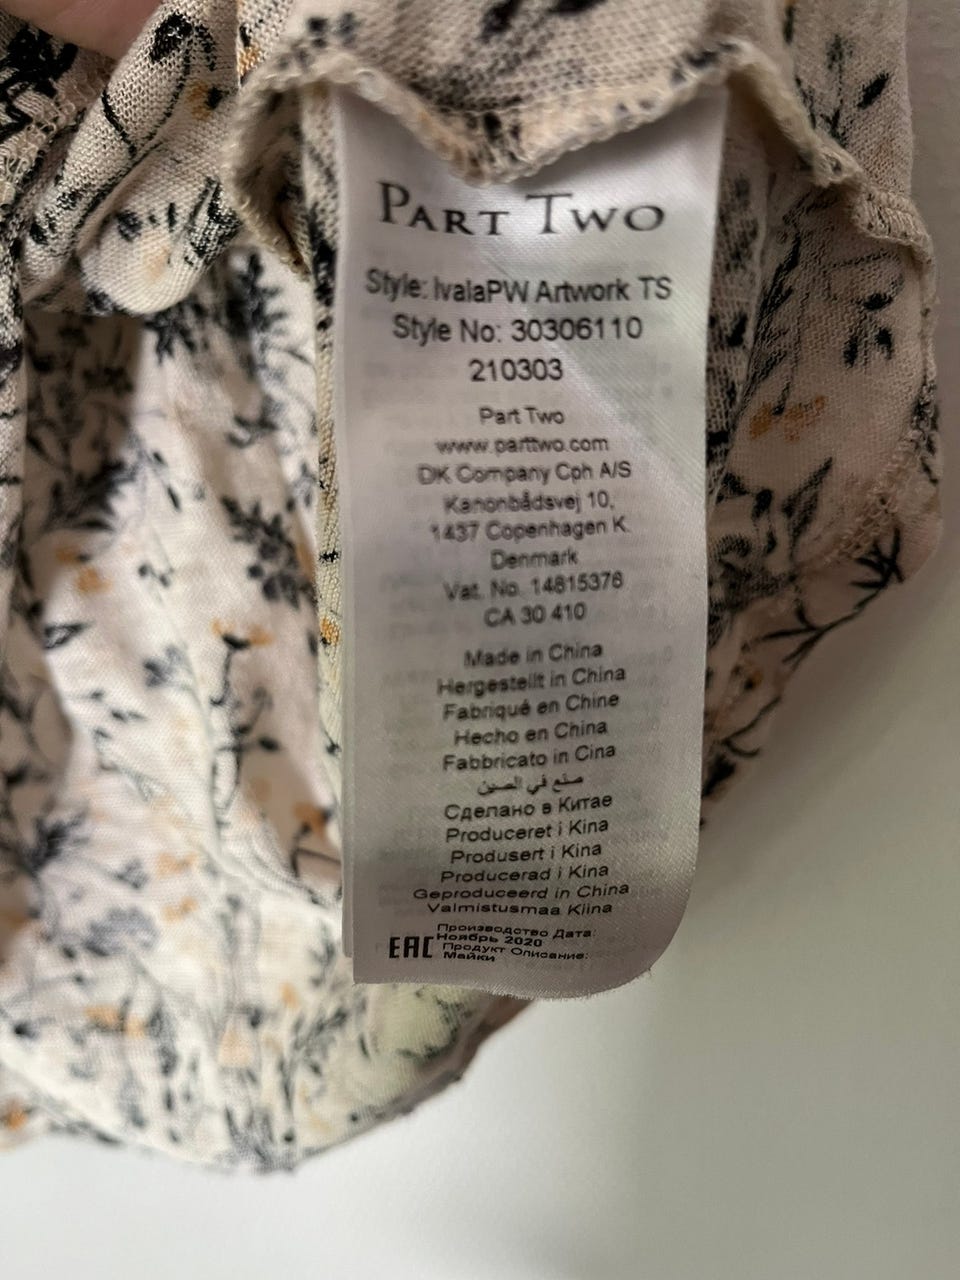 PART TWO
Style: IvalaPW Artwork TS
Style No: 30306110
210303
Part Two
www.parttwo.com
DK Company Cph A/S
Kanonbådsvej 10,
1437 Copenhagen K.
Denmark
Vat. No. 14815376
CA 30 410
Made in China
Hergestellt in China
Fabriqué en Chine
Hecho en China
Fabbricato in Cina
صنع في الصين
Сделано в Китае
Produceret i Kina
Produsert i Kina
Producerad i Kina
Geproduceerd in China
Valmistusmaa Kiina
Производство Дата:
EAC Ноябрь 2020
Продукт Описание:
Майки